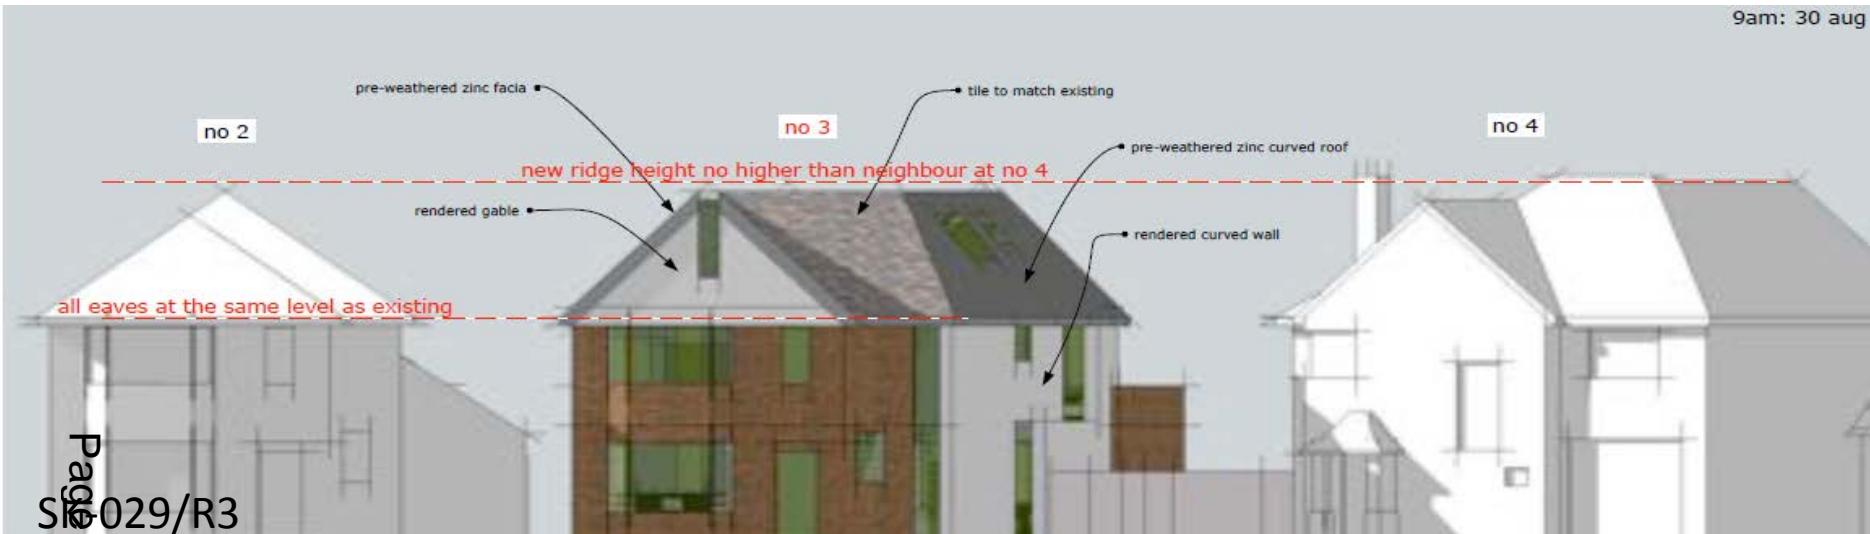 9am: 30 aug
pre-weathered zinc facia
tile to match existing
no 2
no 3
no 4
pre-weathered zinc curved roof
new ridge height no higher than neighbour at no 4
rendered gable
rendered curved wall
all eaves at the same level as existing
Page
SK-029/R3